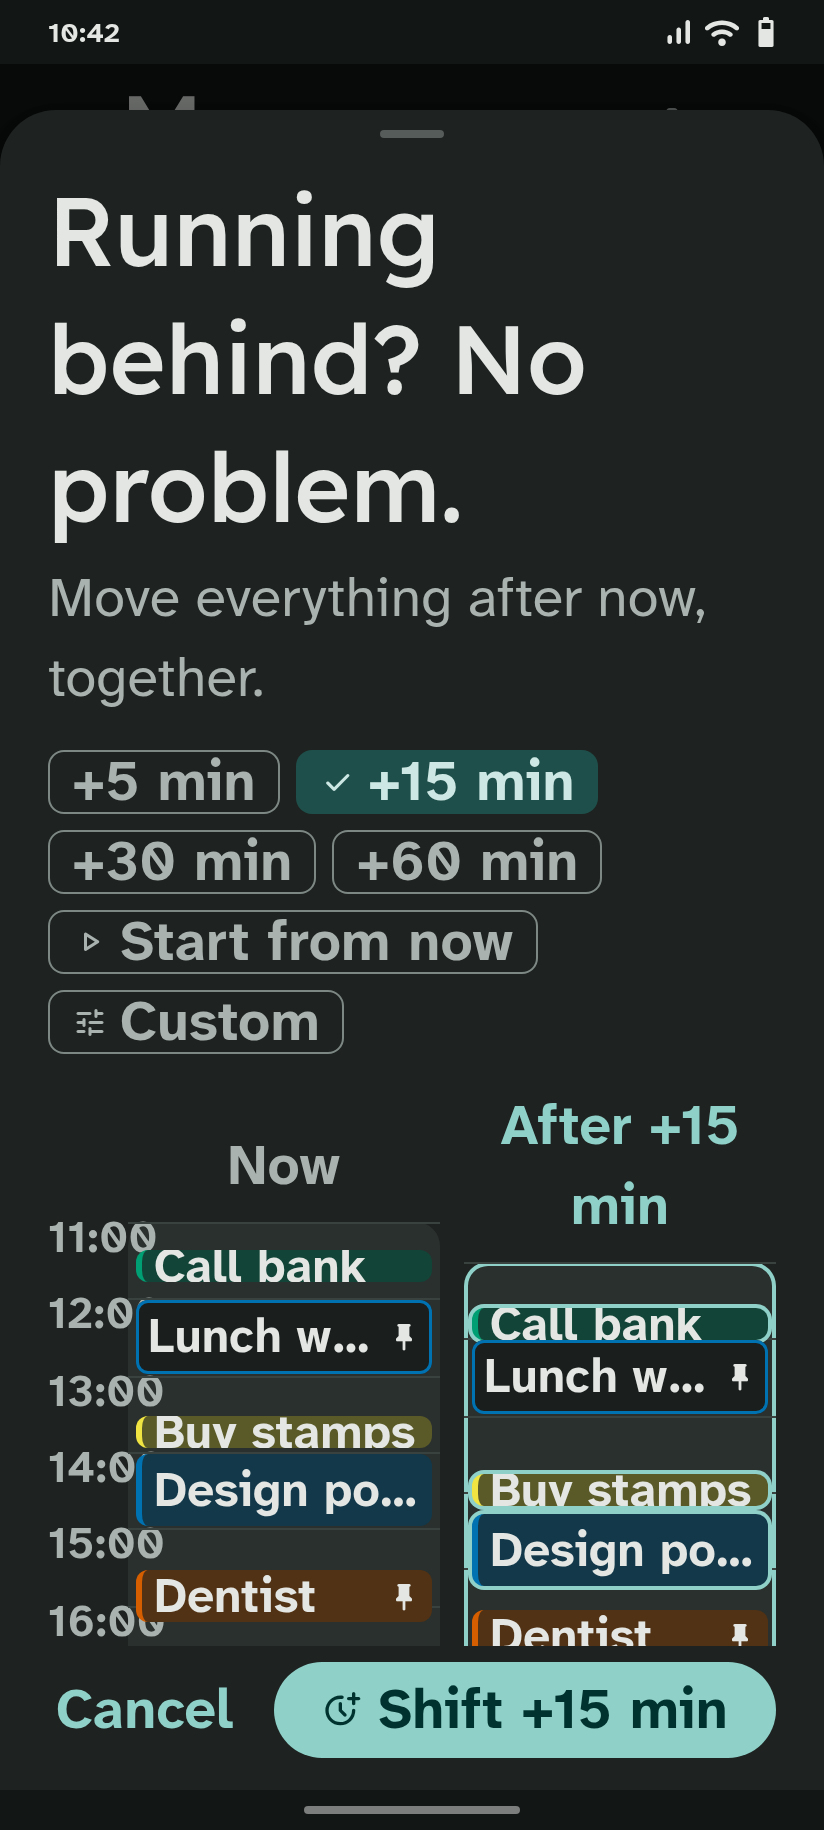 10:42
Running
behind? No
problem.
Move everything after now,
together.
+5 min
+15 min
+30 min
+60 min
Start from now
Custom
Now
After +15
min
11:00
Call bank
12:0
Lunch w...
13:00
Buy stamps
14:0
Design po...
15:00
Dentist
16:00
Call bank
Lunch w...
Buy stamps
Design po...
Dentist
Cancel
Shift +15 min